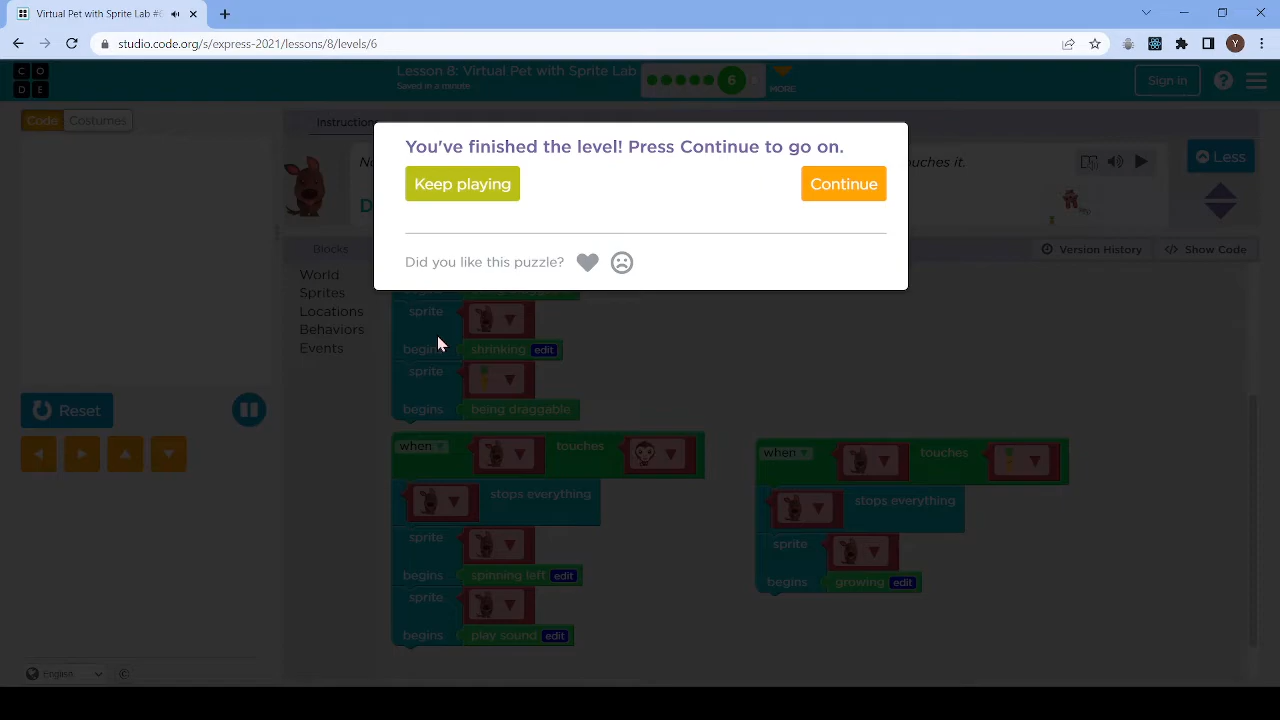 Virtual Pet with Sprite Lab #6
studio.code.org/s/express-2021/lessons/8/levels/6
Y
C O
D E
Lesson 8: Virtual Pet with Sprite Lab
Saved in a minute
6
MORE
Sign in
?
Code
Costumes
Instruction
You've finished the level! Press Continue to go on.
Keep playing
Continue
Did you like this puzzle?
N
ouches it.
D
Less
Blocks
Version History
Show Code
World
Sprites
Locations
Behaviors
Events
sprite
begins shrinking edit
sprite
begins being draggable
Reset
when touches
stops everything
sprite
begins spinning left edit
sprite
begins play sound edit
when touches
stops everything
sprite
begins growing edit
English
©